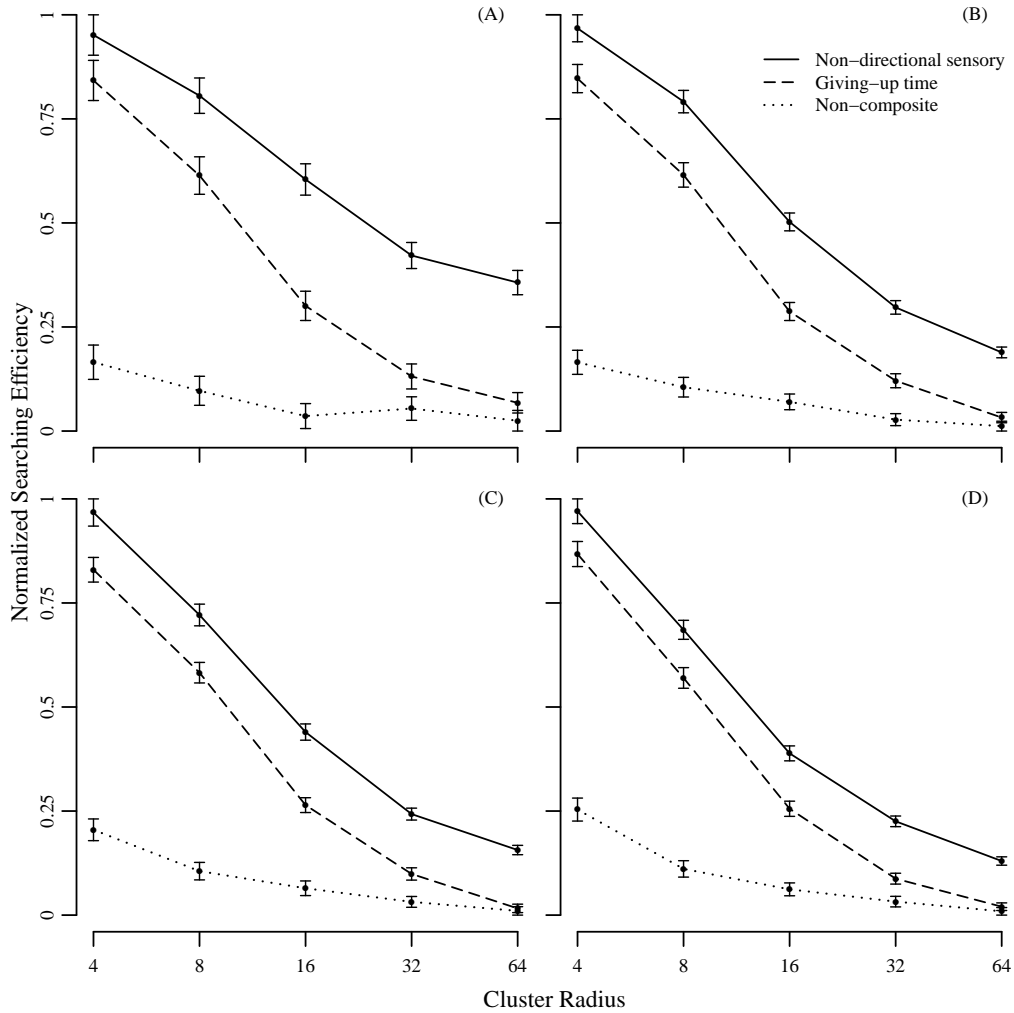 (A)
(B)
Non−directional sensory
Giving−up time
Non−composite
1
0.75
0.5
0.25
0
(C)
(D)
1
0.75
0.5
0.25
0
Normalized Searching Efficiency
4 8 16 32 64
4 8 16 32 64
Cluster Radius